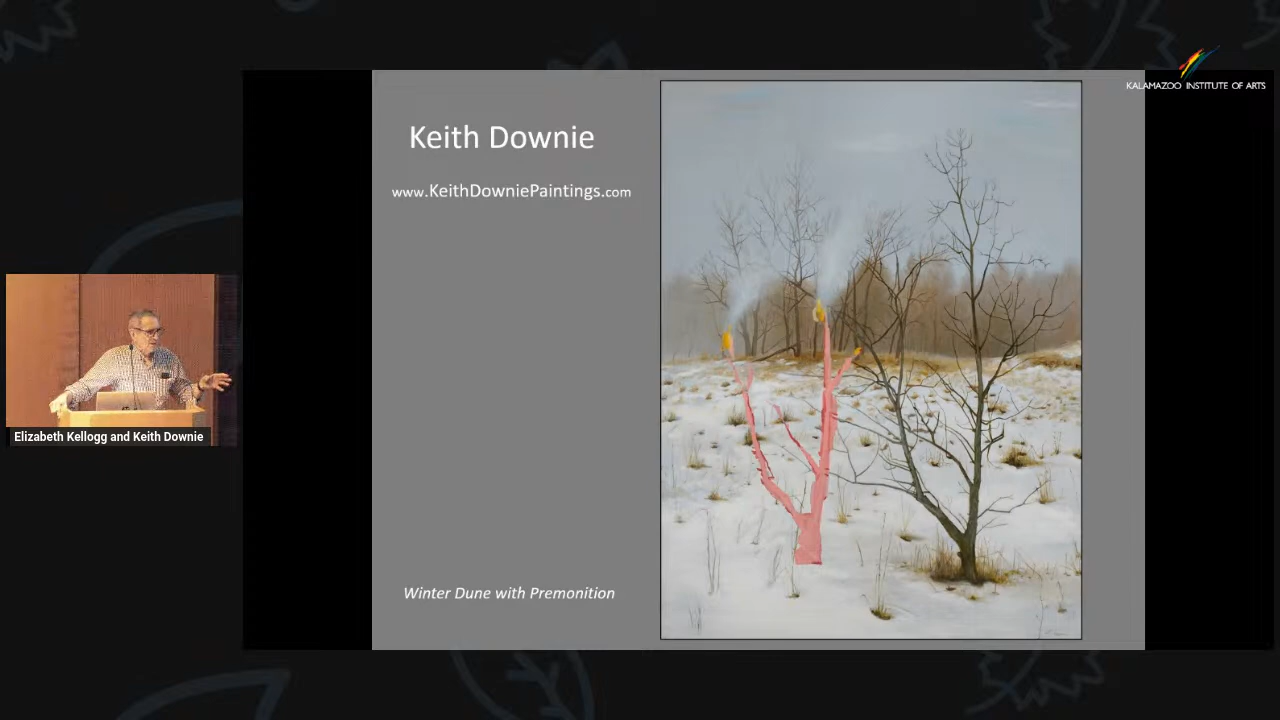 KALAMAZOO INSTITUTE OF ARTS
Keith Downie
www.KeithDowniePaintings.com
Elizabeth Kellogg and Keith Downie
Winter Dune with Premonition